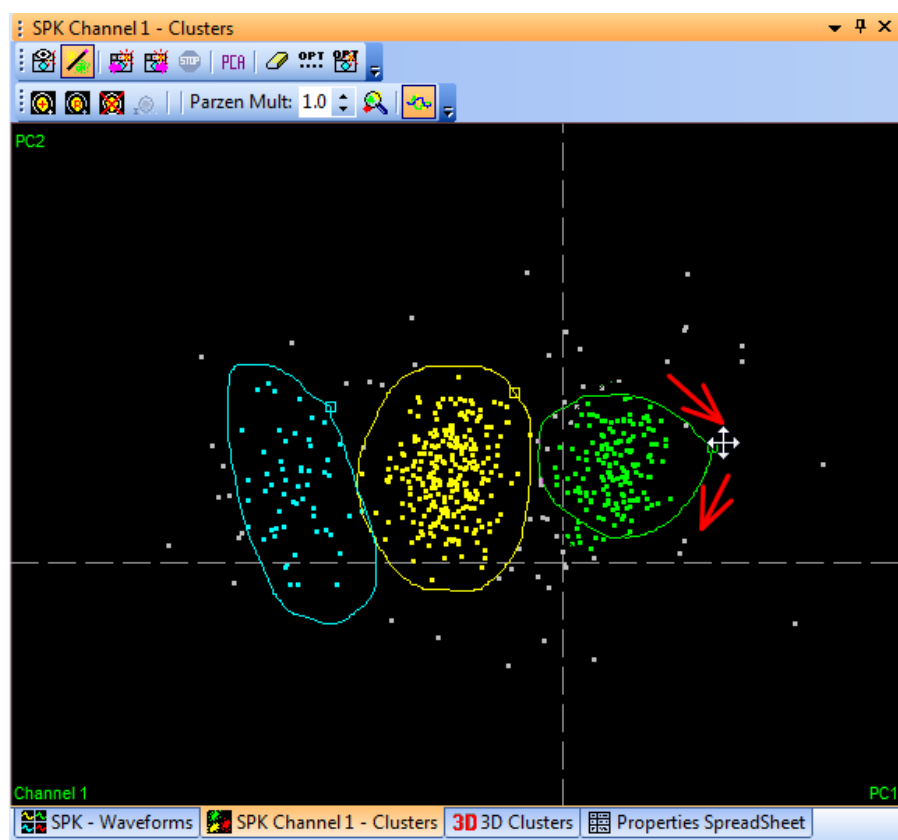 SPK Channel 1 - Clusters
STOP PCA OPT OPT
Parzen Mult: 1.0
PC2
Channel 1 PC1
SPK - Waveforms SPK Channel 1 - Clusters 3D 3D Clusters Properties SpreadSheet